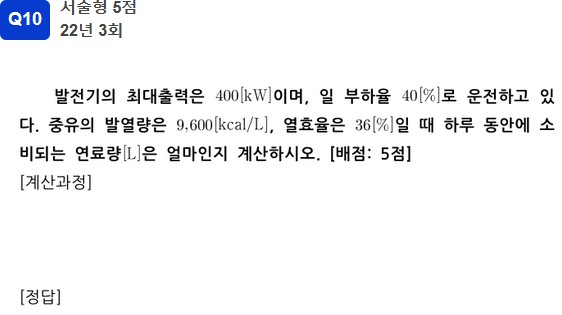 Q10
서술형 5점
22년 3회
발전기의 최대출력은 400[kW]이며, 일 부하율 40[%]로 운전하고 있
다. 중유의 발열량은 9,600[kcal/L], 열효율은 36[%]일 때 하루 동안에 소
비되는 연료량[L]은 얼마인지 계산하시오. [배점: 5점]
[계산과정]
[정답]